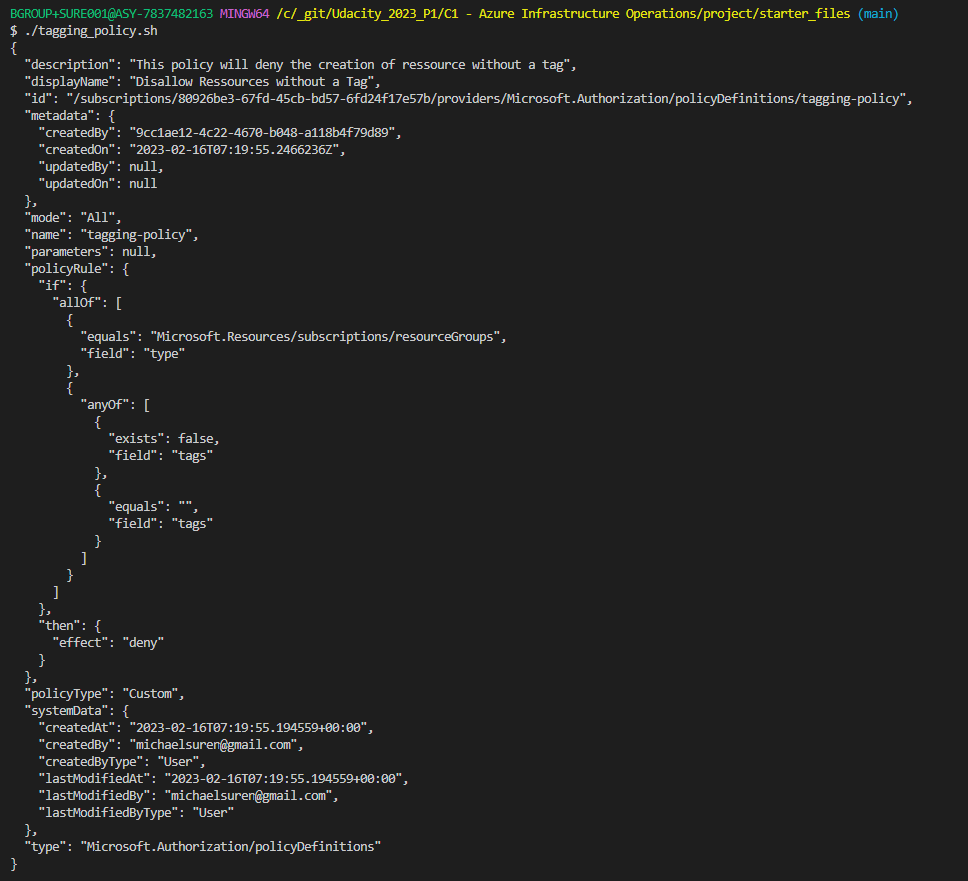 BGROUP+SURE001@ASY-7837482163 MINGW64 /c/_git/Udacity_2023_P1/C1 - Azure Infrastructure Operations/project/starter_files (main)
$ ./tagging_policy.sh
{
  "description": "This policy will deny the creation of ressource without a tag",
  "displayName": "Disallow Ressources without a Tag",
  "id": "/subscriptions/80926be3-67fd-45cb-bd57-6fd24f17e57b/providers/Microsoft.Authorization/policyDefinitions/tagging-policy",
  "metadata": {
    "createdBy": "9cc1ae12-4c22-4670-b048-a118b4f79d89",
    "createdOn": "2023-02-16T07:19:55.2466236Z",
    "updatedBy": null,
    "updatedOn": null
  },
  "mode": "All",
  "name": "tagging-policy",
  "parameters": null,
  "policyRule": {
    "if": {
      "allOf": [
        {
          "equals": "Microsoft.Resources/subscriptions/resourceGroups",
          "field": "type"
        },
        {
          "anyOf": [
            {
              "exists": false,
              "field": "tags"
            },
            {
              "equals": "",
              "field": "tags"
            }
          ]
        }
      ]
    },
    "then": {
      "effect": "deny"
    }
  },
  "policyType": "Custom",
  "systemData": {
    "createdAt": "2023-02-16T07:19:55.194559+00:00",
    "createdBy": "michaelsuren@gmail.com",
    "createdByType": "User",
    "lastModifiedAt": "2023-02-16T07:19:55.194559+00:00",
    "lastModifiedBy": "michaelsuren@gmail.com",
    "lastModifiedByType": "User"
  },
  "type": "Microsoft.Authorization/policyDefinitions"
}